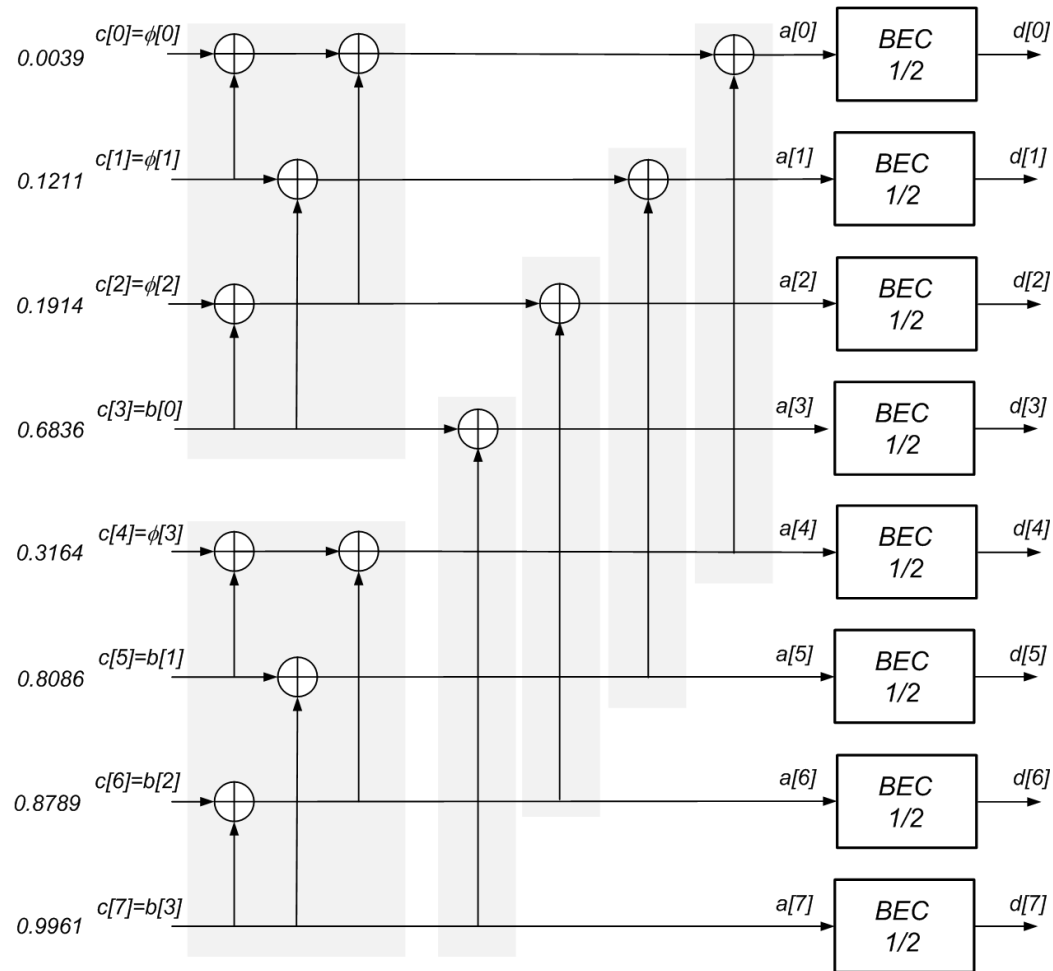 c[0]=ϕ[0] a[0] BEC 1/2 d[0]
0.0039
c[1]=ϕ[1] a[1] BEC 1/2 d[1]
0.1211
c[2]=ϕ[2] a[2] BEC 1/2 d[2]
0.1914
c[3]=b[0] a[3] BEC 1/2 d[3]
0.6836
c[4]=ϕ[3] a[4] BEC 1/2 d[4]
0.3164
c[5]=b[1] a[5] BEC 1/2 d[5]
0.8086
c[6]=b[2] a[6] BEC 1/2 d[6]
0.8789
c[7]=b[3] a[7] BEC 1/2 d[7]
0.9961